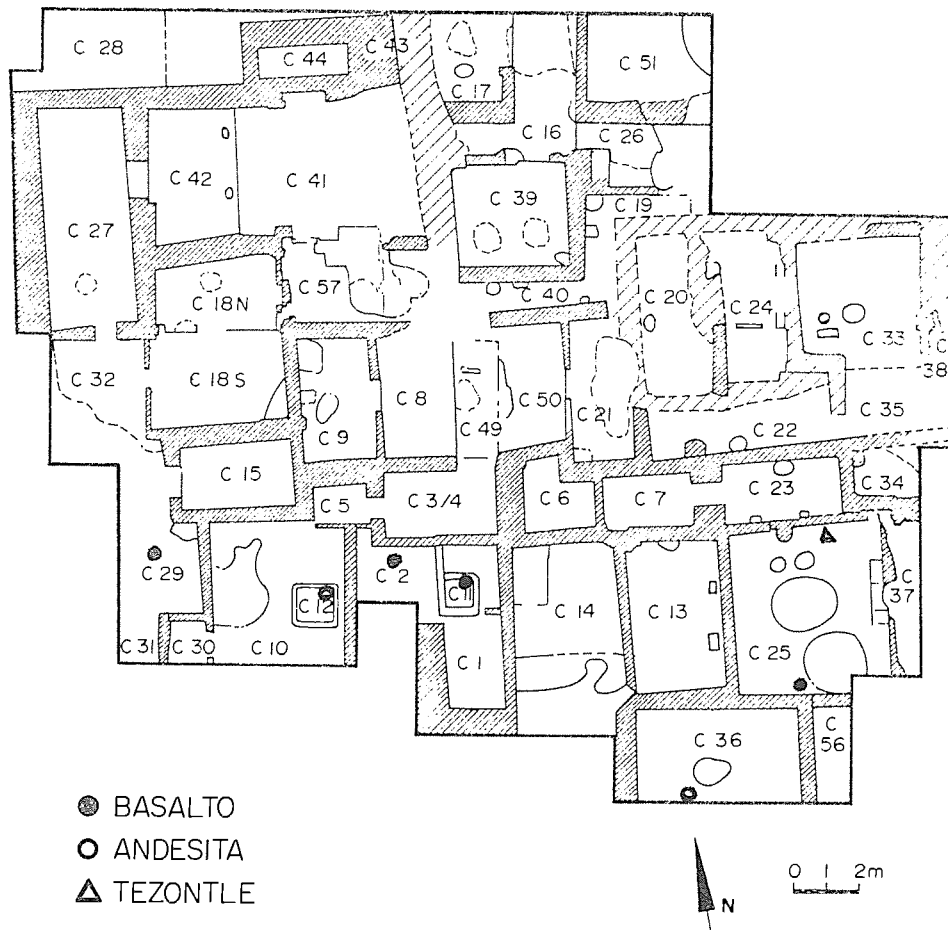 C 28
C 44
C 43
C 17
C 51
C 16
C 26
C 42
C 41
C 39
C 19
C 27
C 57
C 40
C 20
C 24
C 18N
C 33
C
38
C 32
C 18 S
C 8
C 50
C 49
C 21
C 35
C 9
C 22
C 15
C 5
C 3/4
C 6
C 7
C 23
C 34
C 29
C 2
C 11
C 12
C 14
C 13
C
37
C 31
C 30
C 10
C 1
C 25
C 36
C
56
BASALTO
ANDESITA
TEZONTLE
0 1 2m
N